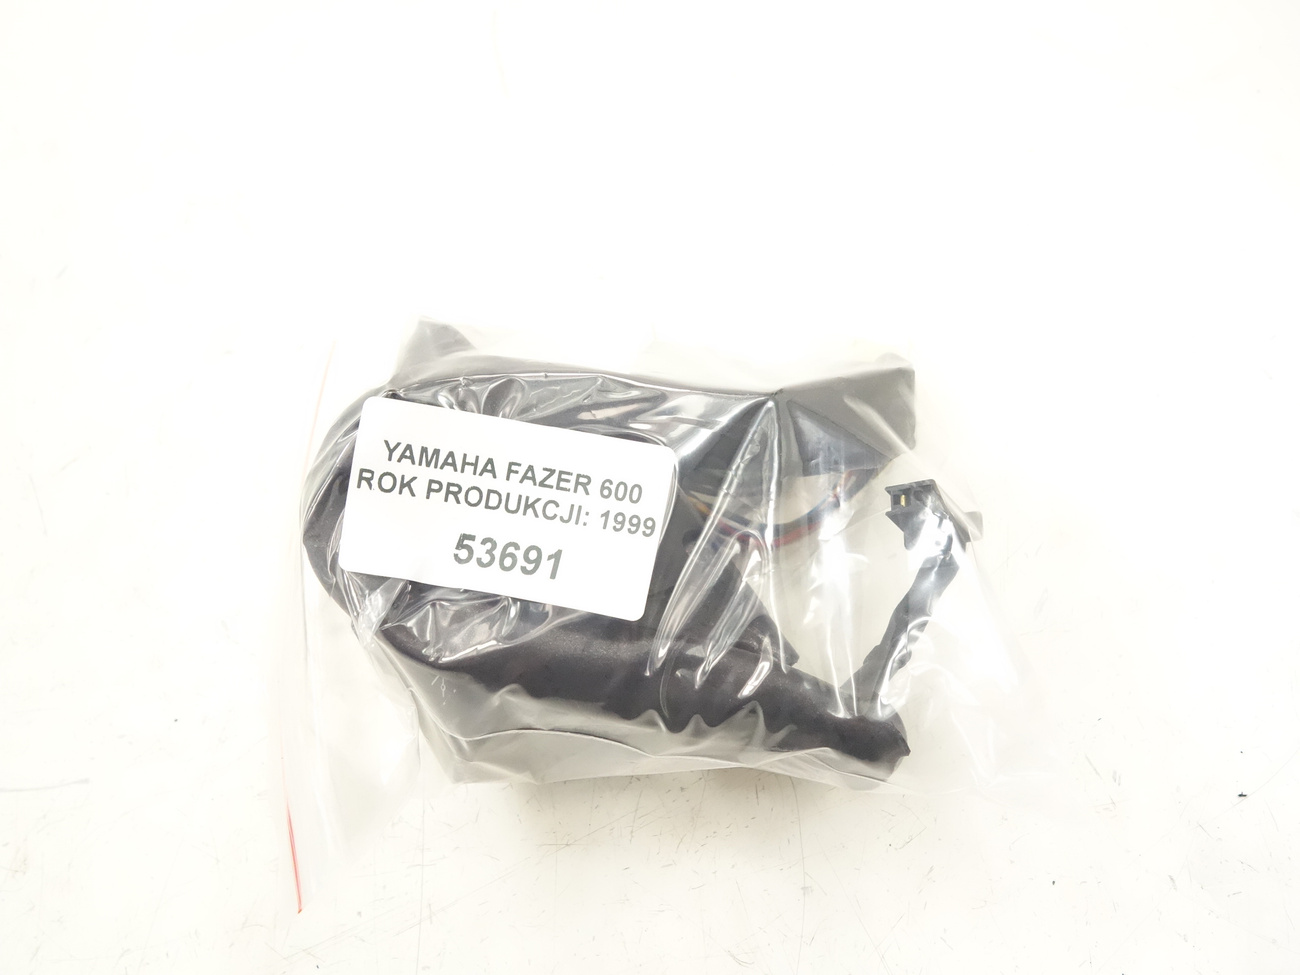 YAMAHA FAZER 600
ROK PRODUKCJI: 1999
53691